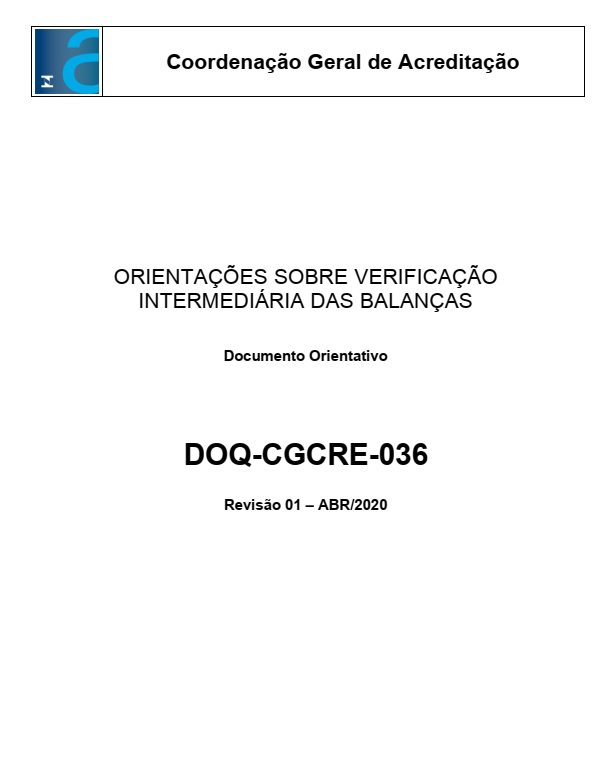 Coordenação Geral de Acreditação
ORIENTAÇÕES SOBRE VERIFICAÇÃO
INTERMEDIÁRIA DAS BALANÇAS
Documento Orientativo
DOQ-CGCRE-036
Revisão 01 – ABR/2020